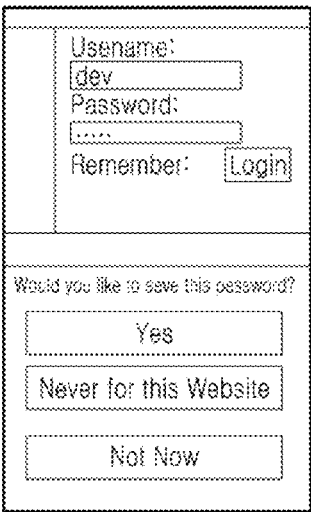 Usename:
dev
Password:
.....
Remember: Login
Would you like to save this password?
Yes
Never for this Website
Not Now